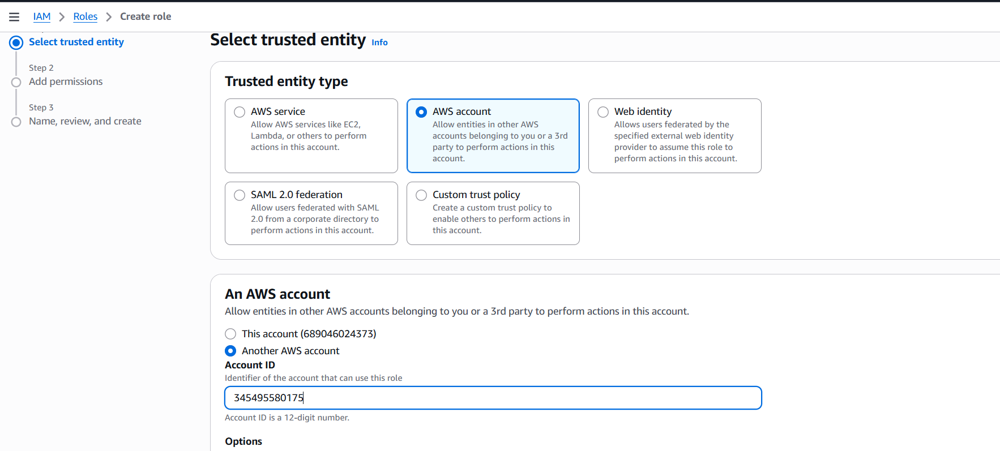 IAM > Roles > Create role
Select trusted entity
Step 2
Add permissions
Step 3
Name, review, and create
Select trusted entity Info
Trusted entity type
AWS service
Allow AWS services like EC2,
Lambda, or others to perform
actions in this account.
AWS account
Allow entities in other AWS
accounts belonging to you or a 3rd
party to perform actions in this
account.
Web identity
Allows users federated by the
specified external web identity
provider to assume this role to
perform actions in this account.
SAML 2.0 federation
Allow users federated with SAML
2.0 from a corporate directory to
perform actions in this account.
Custom trust policy
Create a custom trust policy to
enable others to perform actions in
this account.
An AWS account
Allow entities in other AWS accounts belonging to you or a 3rd party to perform actions in this account.
This account (689046024373)
Another AWS account
Account ID
Identifier of the account that can use this role
345495580175
Account ID is a 12-digit number.
Options